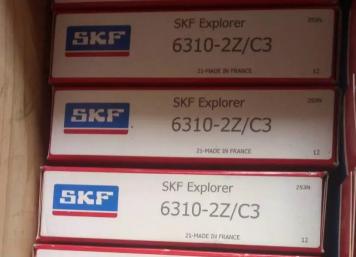 SKF
SKF Explorer
253N
6310-2Z/C3
21-MADE IN FRANCE
12
SKF
SKF Explorer
253N
6310-2Z/C3
21-MADE IN FRANCE
12
SKF
SKF Explorer
253N
6310-2Z/C3
21-MADE IN FRANCE
12